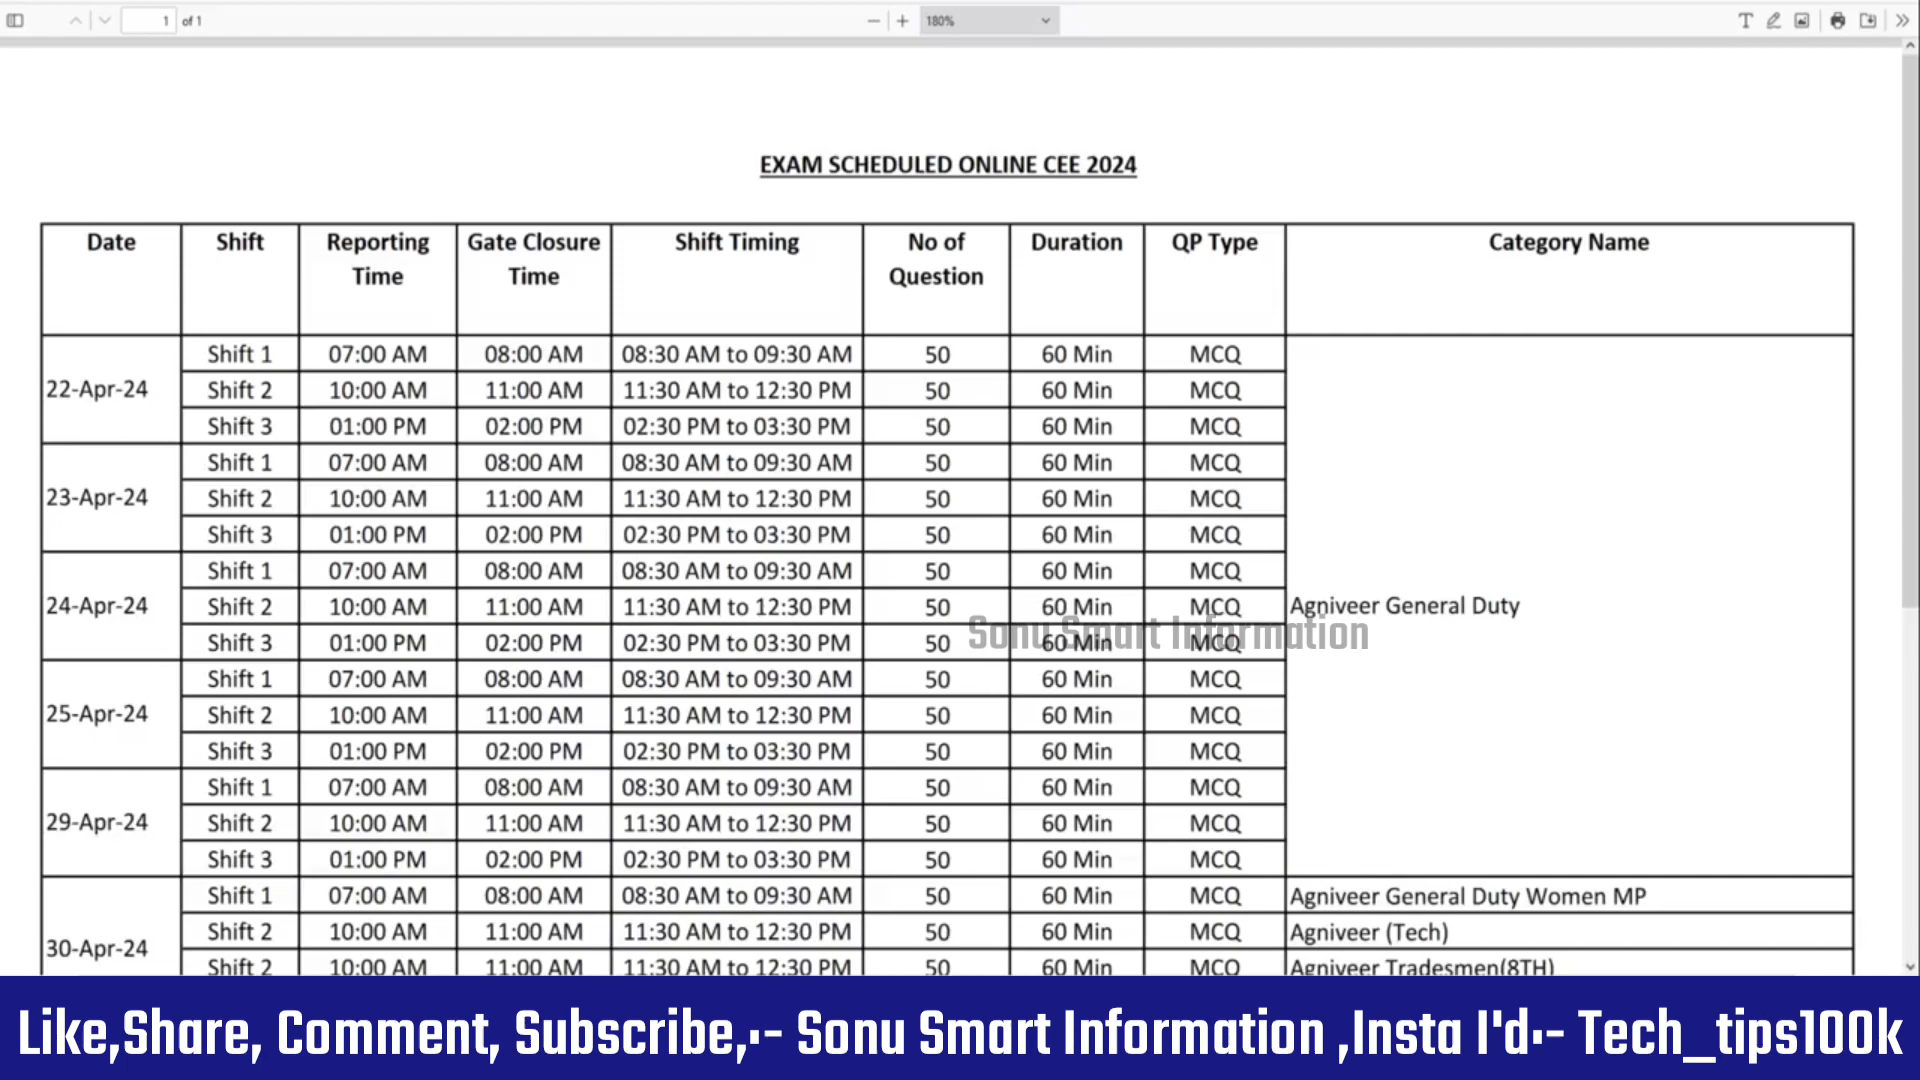 1 of 1 180%
EXAM SCHEDULED ONLINE CEE 2024
Date Shift Reporting Time Gate Closure Time Shift Timing No of Question Duration QP Type Category Name
22-Apr-24 Shift 1 07:00 AM 08:00 AM 08:30 AM to 09:30 AM 50 60 Min MCQ
Shift 2 10:00 AM 11:00 AM 11:30 AM to 12:30 PM 50 60 Min MCQ
Shift 3 01:00 PM 02:00 PM 02:30 PM to 03:30 PM 50 60 Min MCQ
23-Apr-24 Shift 1 07:00 AM 08:00 AM 08:30 AM to 09:30 AM 50 60 Min MCQ
Shift 2 10:00 AM 11:00 AM 11:30 AM to 12:30 PM 50 60 Min MCQ
Shift 3 01:00 PM 02:00 PM 02:30 PM to 03:30 PM 50 60 Min MCQ
24-Apr-24 Shift 1 07:00 AM 08:00 AM 08:30 AM to 09:30 AM 50 60 Min MCQ
Shift 2 10:00 AM 11:00 AM 11:30 AM to 12:30 PM 50 60 Min MCQ Agniveer General Duty
Sonu Smart Information
Shift 3 01:00 PM 02:00 PM 02:30 PM to 03:30 PM 50 60 Min MCQ
25-Apr-24 Shift 1 07:00 AM 08:00 AM 08:30 AM to 09:30 AM 50 60 Min MCQ
Shift 2 10:00 AM 11:00 AM 11:30 AM to 12:30 PM 50 60 Min MCQ
Shift 3 01:00 PM 02:00 PM 02:30 PM to 03:30 PM 50 60 Min MCQ
29-Apr-24 Shift 1 07:00 AM 08:00 AM 08:30 AM to 09:30 AM 50 60 Min MCQ
Shift 2 10:00 AM 11:00 AM 11:30 AM to 12:30 PM 50 60 Min MCQ
Shift 3 01:00 PM 02:00 PM 02:30 PM to 03:30 PM 50 60 Min MCQ
30-Apr-24 Shift 1 07:00 AM 08:00 AM 08:30 AM to 09:30 AM 50 60 Min MCQ Agniveer General Duty Women MP
Shift 2 10:00 AM 11:00 AM 11:30 AM to 12:30 PM 50 60 Min MCQ Agniveer (Tech)
Shift 2 10:00 AM 11:00 AM 11:30 AM to 12:30 PM 50 60 Min MCQ Agniveer Tradesmen(8TH)
Like,Share, Comment, Subscribe,:- Sonu Smart Information ,Insta I'd:- Tech_tips100k